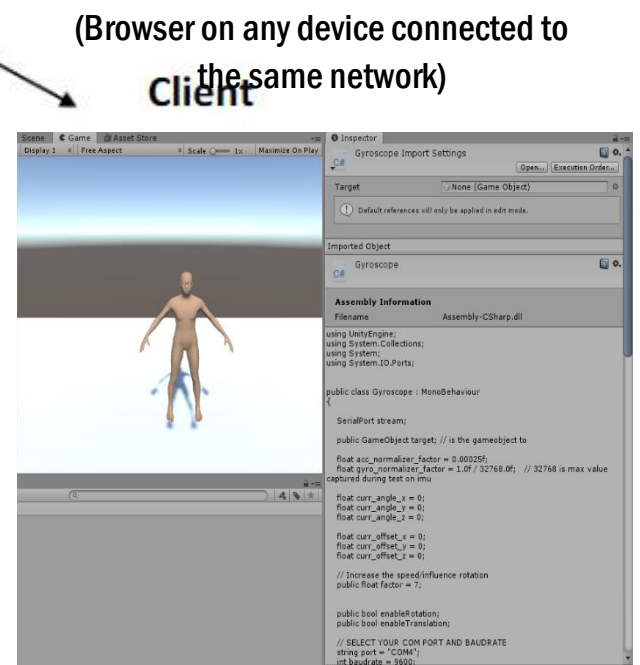 (Browser on any device connected to
the same network)
Client
Scene Game Asset Store
Display 1 Free Aspect Scale 1x Maximize On Play
Inspector
Gyroscope Import Settings
C#
Open... Execution Order...
Target None (Game Object)
Default references will only be applied in edit mode.
Imported Object
Gyroscope
C#
Assembly Information
Filename Assembly-CSharp.dll
using UnityEngine;
using System.Collections;
using System;
using System.IO.Ports;
public class Gyroscope : MonoBehaviour
{
SerialPort stream;
public GameObject target; // is the gameobject to
float acc_normalizer_factor = 0.00025f;
float gyro_normalizer_factor = 1.0f / 32768.0f; // 32768 is max value
captured during test on imu
float curr_angle_x = 0;
float curr_angle_y = 0;
float curr_angle_z = 0;
float curr_offset_x = 0;
float curr_offset_y = 0;
float curr_offset_z = 0;
// Increase the speed/influence rotation
public float factor = 7;
public bool enableRotation;
public bool enableTranslation;
// SELECT YOUR COM PORT AND BAUDRATE
string port = "COM4";
int baudrate = 9600;